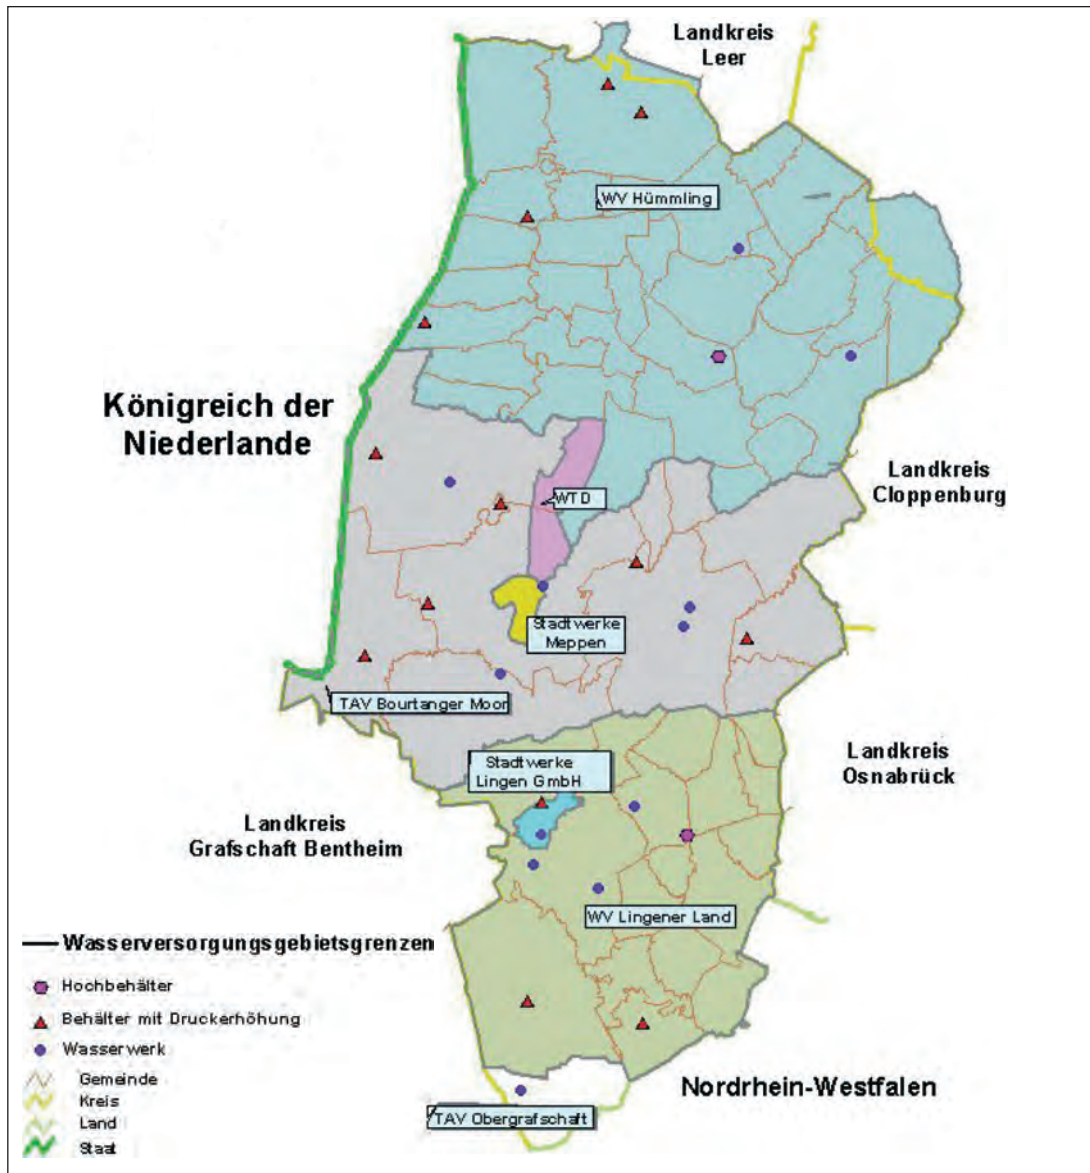 Landkreis
Leer
WV Hümmling
Königreich der
Niederlande
Landkreis
Cloppenburg
WTD
Stadtwerke
Meppen
TAV Bourtanger Moor
Stadtwerke
Lingen GmbH
Landkreis
Osnabrück
Landkreis
Grafschaft Bentheim
WV Lingener Land
Wasserversorgungsgebietsgrenzen
Hochbehälter
Behälter mit Druckerhöhung
Wasserwerk
Gemeinde
Kreis
Land
Staat
Nordrhein-Westfalen
TAV Obergrafschaft